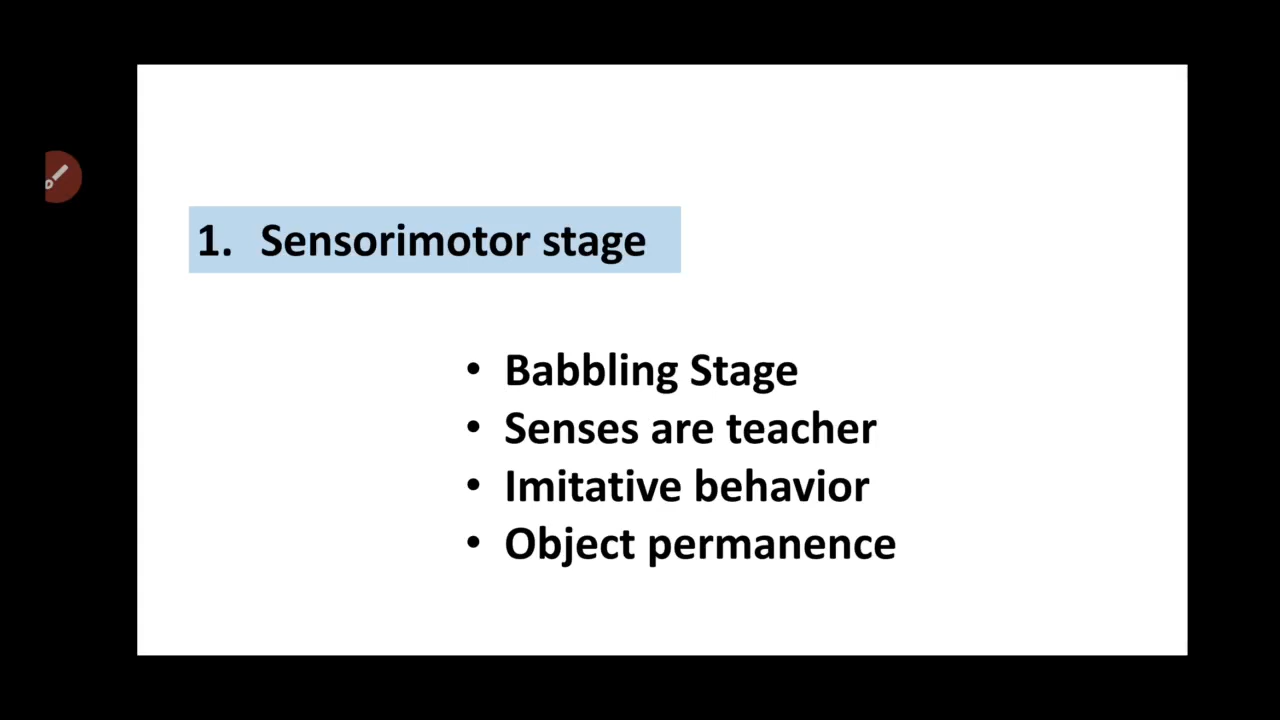 1. Sensorimotor stage
• Babbling Stage
• Senses are teacher
• Imitative behavior
• Object permanence